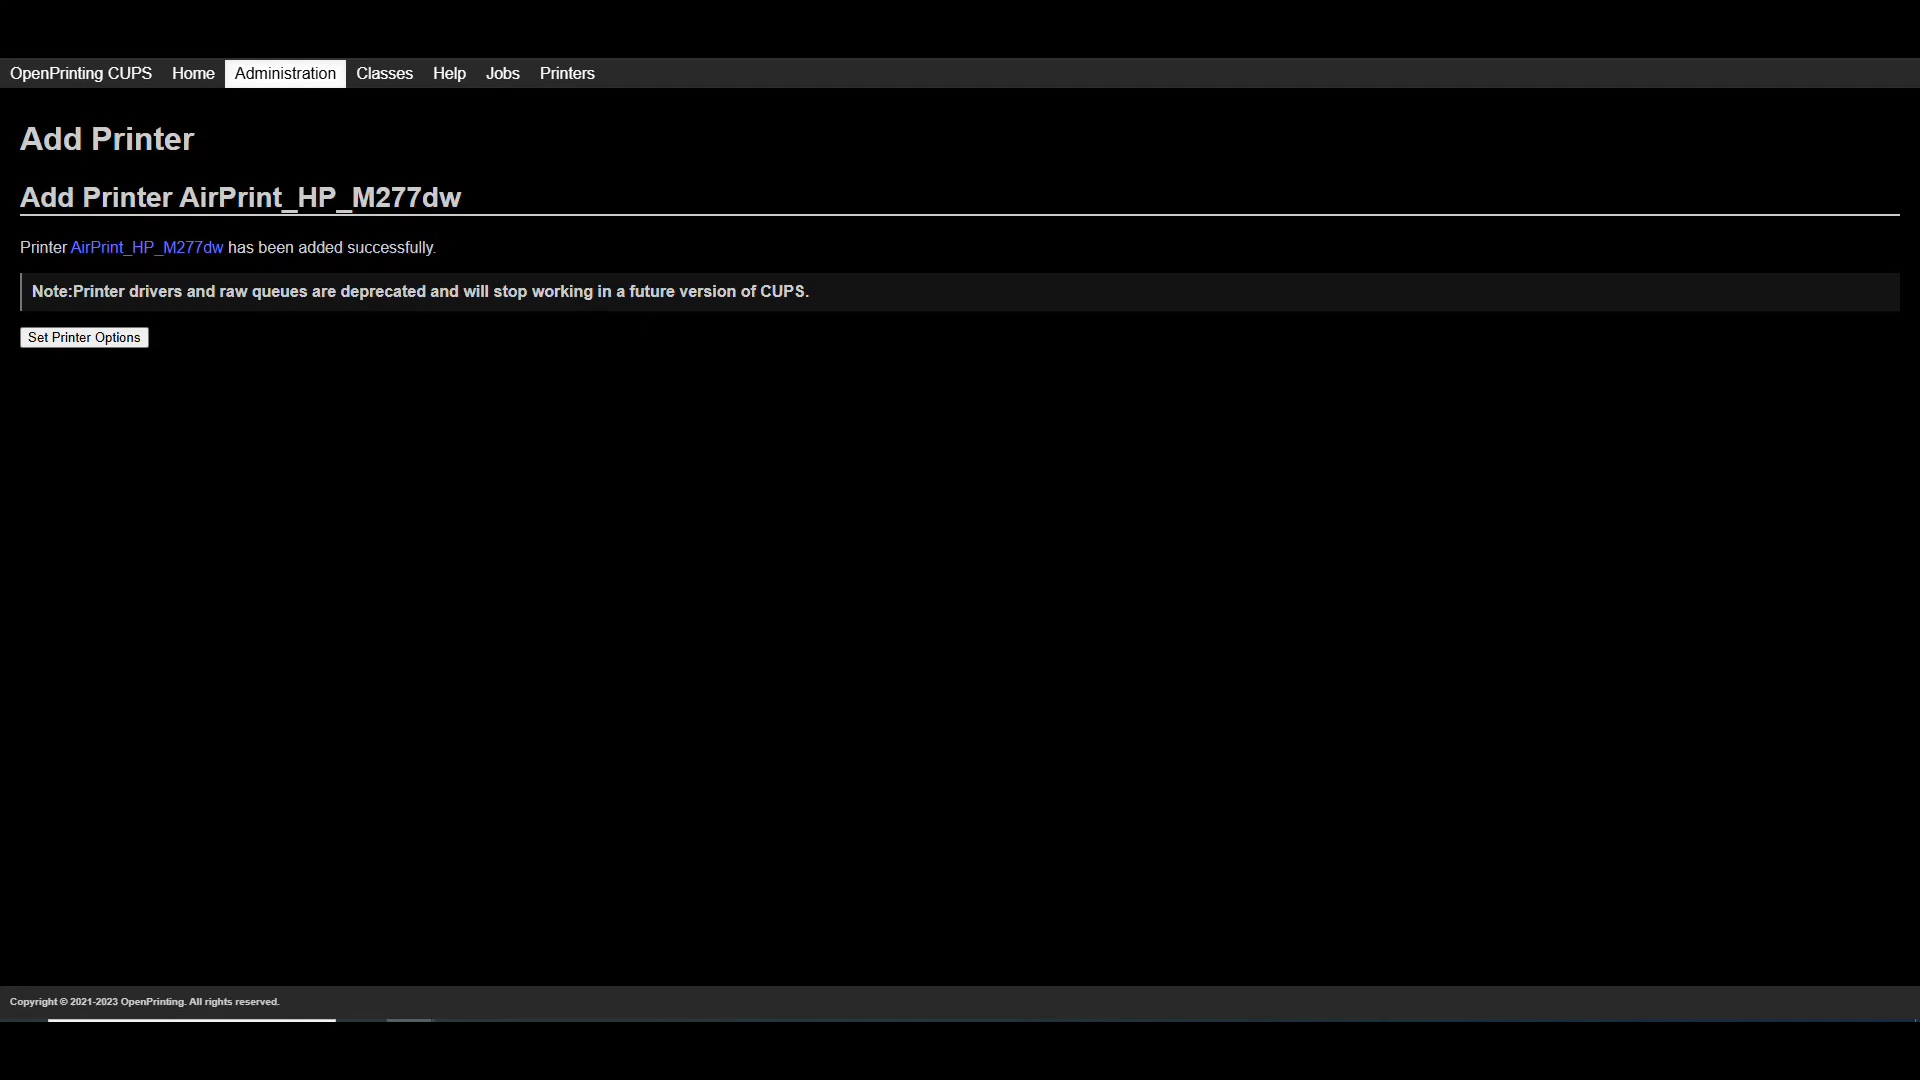 OpenPrinting CUPS Home Administration Classes Help Jobs Printers
Add Printer
Add Printer AirPrint_HP_M277dw
Printer AirPrint_HP_M277dw has been added successfully.
Note:Printer drivers and raw queues are deprecated and will stop working in a future version of CUPS.
Set Printer Options
Copyright © 2021-2023 OpenPrinting. All rights reserved.